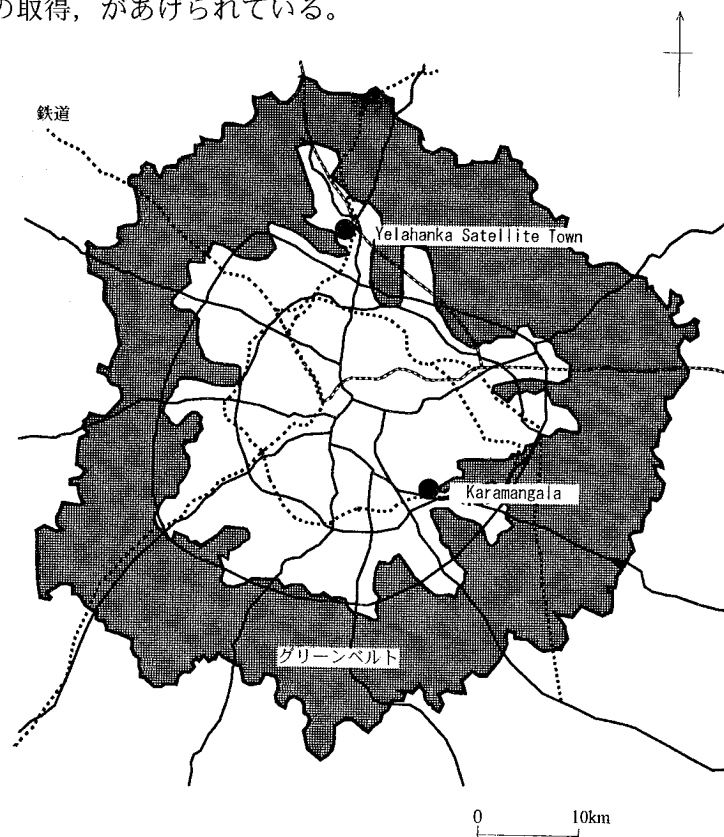 の取得，があげられている。
鉄道
Yelahanka Satellite Town
Karamangala
グリーンベルト
0 10km